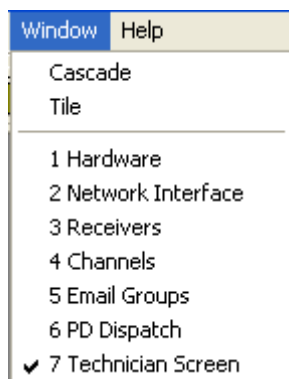 Window Help
Cascade
Tile
1 Hardware
2 Network Interface
3 Receivers
4 Channels
5 Email Groups
6 PD Dispatch
✔ 7 Technician Screen